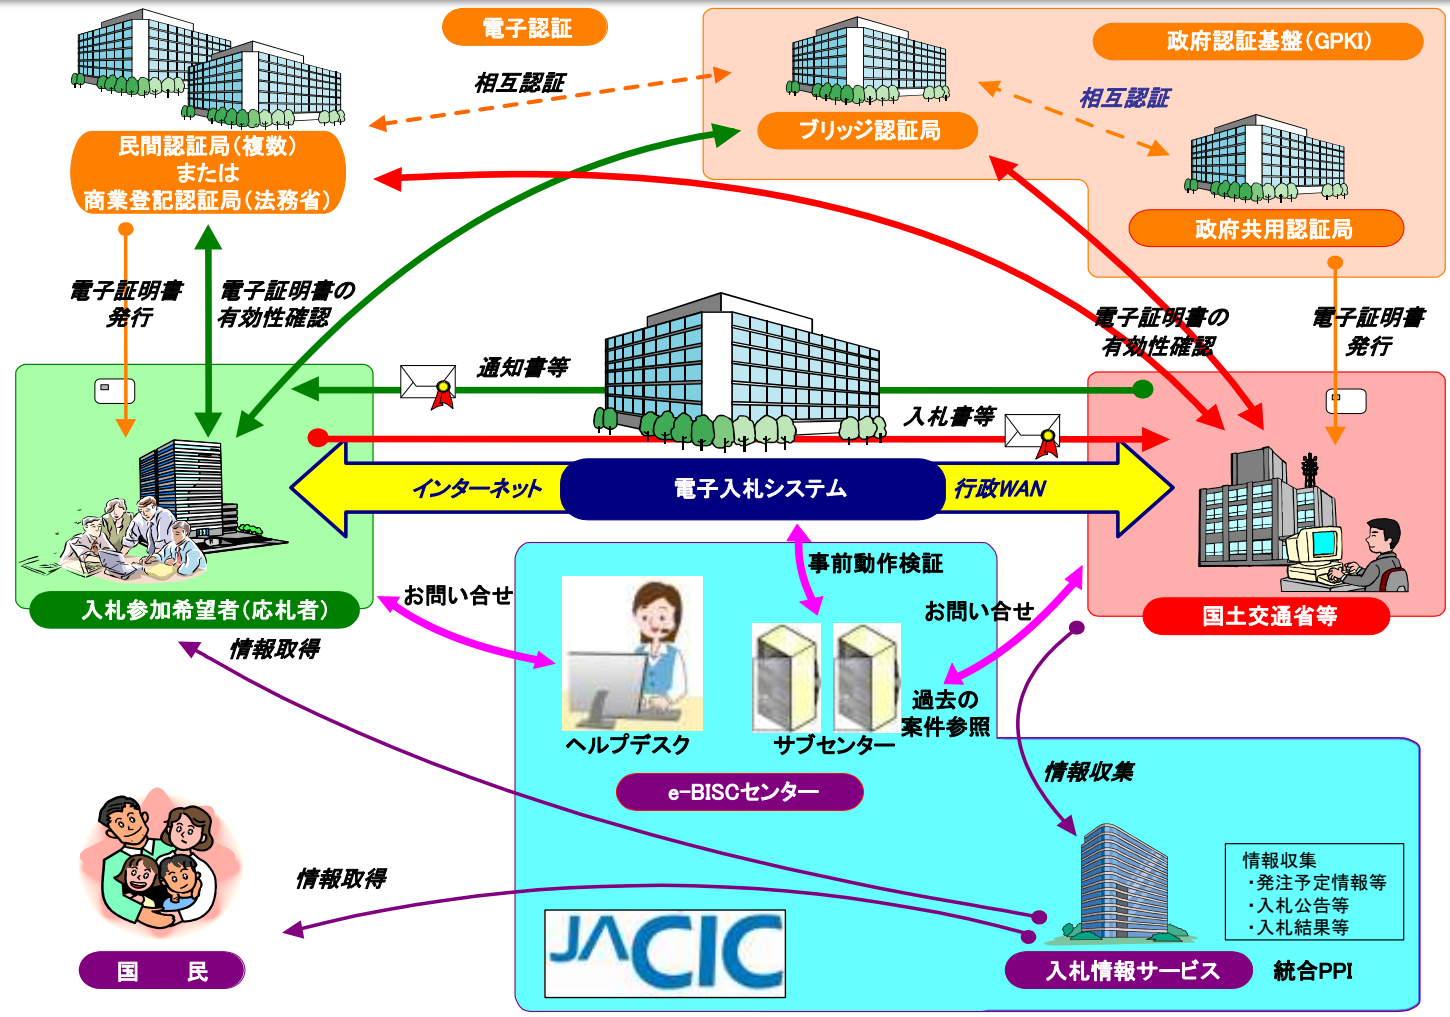 電子認証
政府認証基盤(GPKI)
相互認証
相互認証
ブリッジ認証局
民間認証局(複数)
または
商業登記認証局(法務省)
政府共用認証局
電子証明書
発行
電子証明書の
有効性確認
電子証明書の
有効性確認
電子証明書
発行
通知書等
入札書等
インターネット
電子入札システム
行政WAN
事前動作検証
お問い合せ
お問い合せ
入札参加希望者(応札者)
国土交通省等
情報取得
過去の
案件参照
ヘルプデスク
サブセンター
情報収集
e-BISCセンター
情報収集
・発注予定情報等
・入札公告等
・入札結果等
情報取得
JACIC
国 民
入札情報サービス
統合PPI